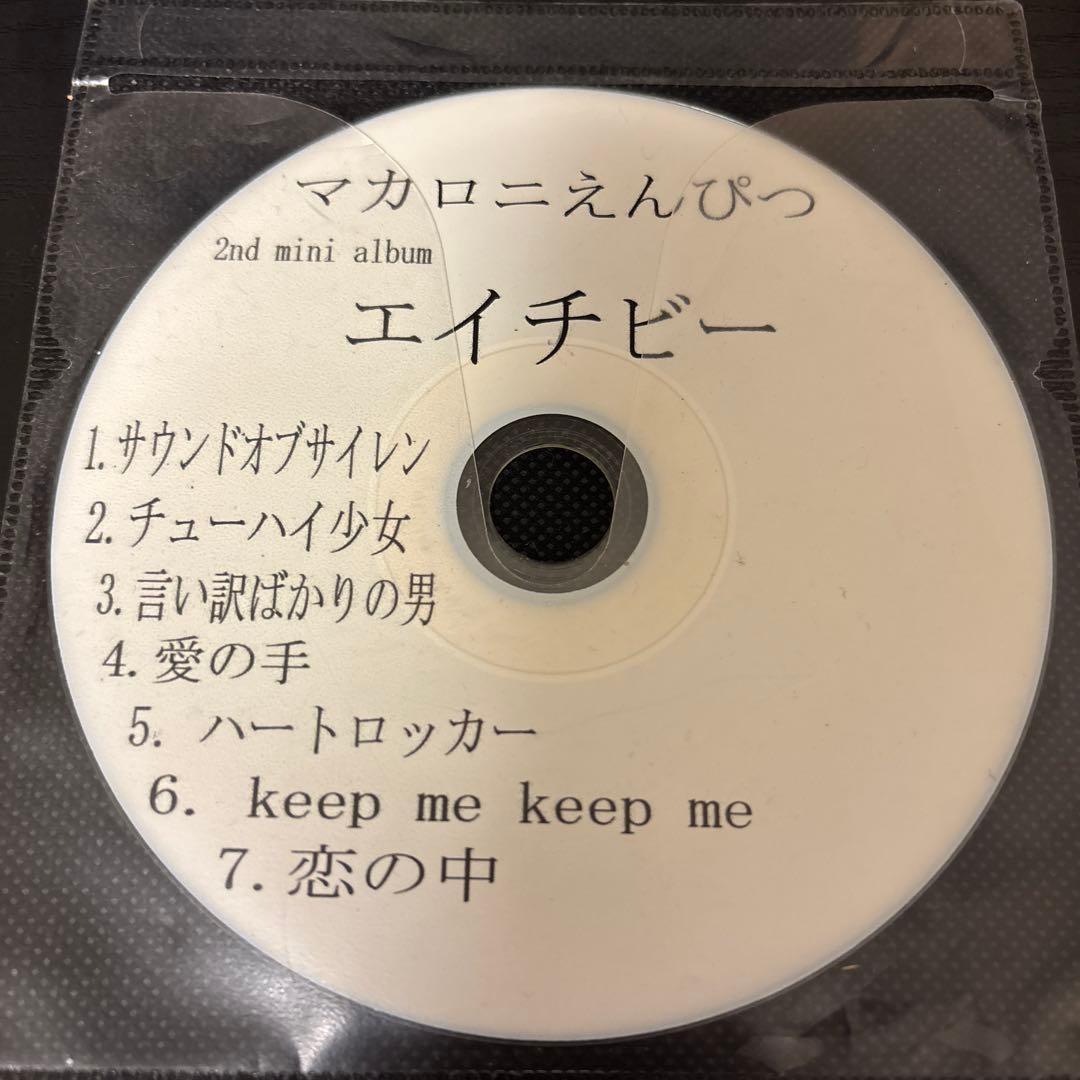 マカロニえんぴつ
2nd mini album
エイチビー
1.サウンドオブサイレン
2.チューハイ少女
3.言い訳ばかりの男
4.愛の手
5. ハートロッカー
6. keep me keep me
7.恋の中